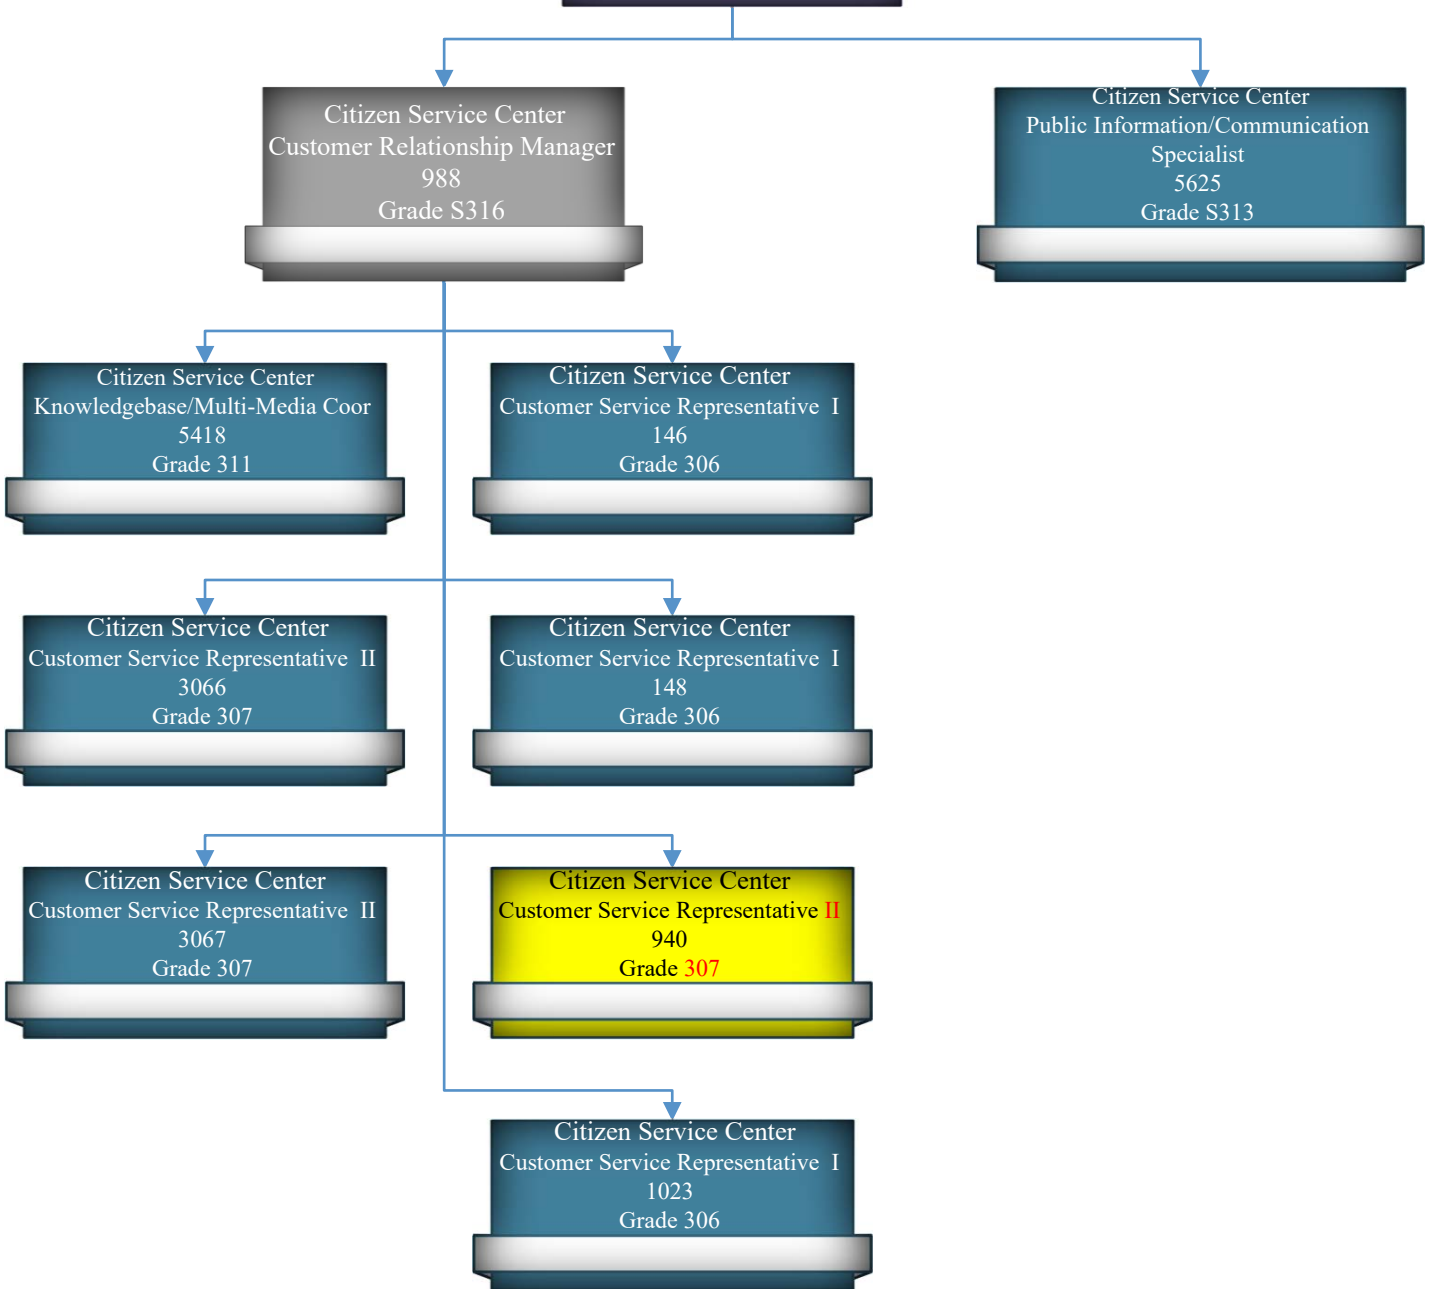 Citizen Service Center
Customer Relationship Manager
988
Grade S316
Citizen Service Center
Public Information/Communication
Specialist
5625
Grade S313
Citizen Service Center
Knowledgebase/Multi-Media Coor
5418
Grade 311
Citizen Service Center
Customer Service Representative I
146
Grade 306
Citizen Service Center
Customer Service Representative II
3066
Grade 307
Citizen Service Center
Customer Service Representative I
148
Grade 306
Citizen Service Center
Customer Service Representative II
3067
Grade 307
Citizen Service Center
Customer Service Representative II
940
Grade 307
Citizen Service Center
Customer Service Representative I
1023
Grade 306